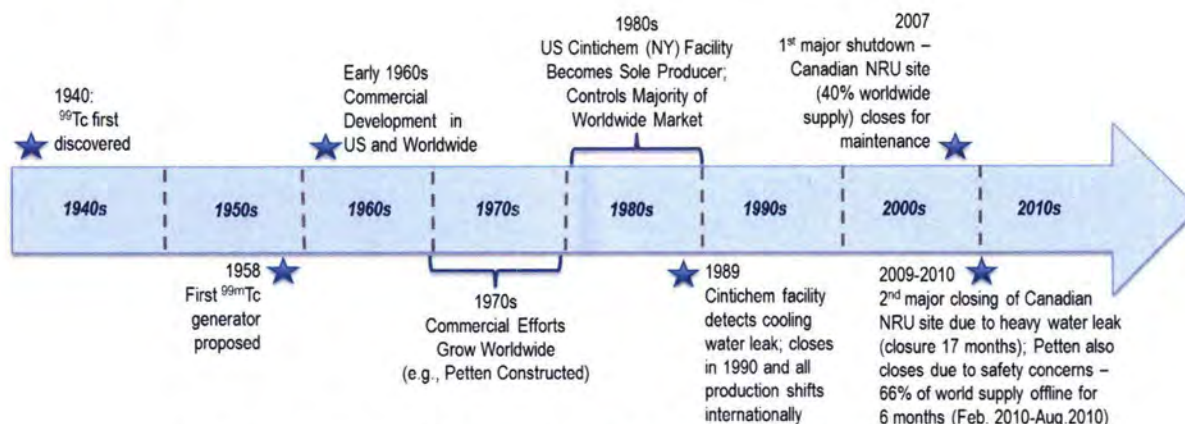 1940:
⁹⁹Tc first
discovered
Early 1960s
Commercial
Development in
US and Worldwide
1980s
US Cintichem (NY) Facility
Becomes Sole Producer;
Controls Majority of
Worldwide Market
2007
1st major shutdown –
Canadian NRU site
(40% worldwide
supply) closes for
maintenance
1940s 1950s 1960s 1970s 1980s 1990s 2000s 2010s
1958
First ⁹⁹ᵐTc
generator
proposed
1970s
Commercial Efforts
Grow Worldwide
(e.g., Petten Constructed)
1989
Cintichem facility
detects cooling
water leak; closes
in 1990 and all
production shifts
internationally
2009-2010
2nd major closing of Canadian
NRU site due to heavy water leak
(closure 17 months); Petten also
closes due to safety concerns –
66% of world supply offline for
6 months (Feb. 2010-Aug.2010)